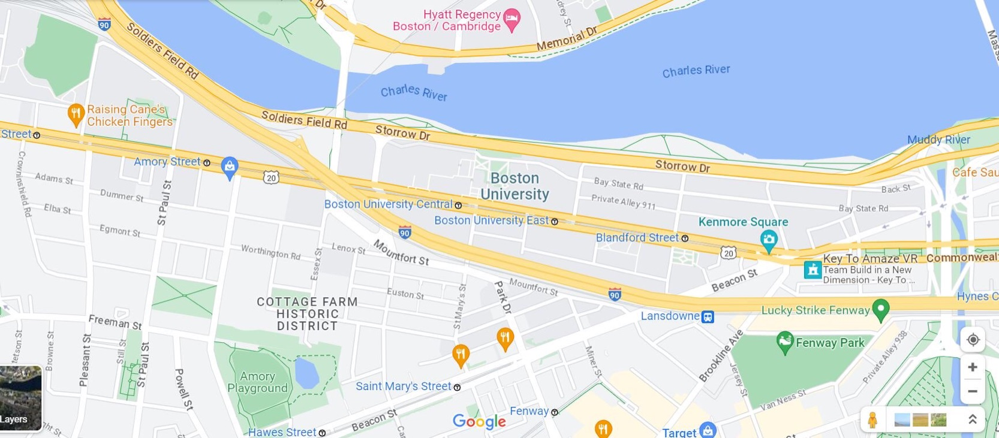 Dr
90
Hyatt Regency
Boston / Cambridge
Memorial Dr
Soldiers Field Rd
Charles River
Charles River
Raising Cane's
Chicken Fingers
Soldiers Field Rd
Storrow Dr
Street
Muddy River
Amory Street
20
Storrow Dr
Cafe Sau
Crowninshield Rd
Adams St
St Paul St
Boston
University
Bay State Rd
Back St
Dummer St
Private Alley 911
Boston University Central
Bay State Rd
Elba St
Boston University East
Kenmore Square
Egmont St
90
Blandford Street
20
Worthington Rd
Lenox St
Mountfort St
Key To Amaze VR
Team Build in a New
Dimension - Key To ...
Commonwealt
Essex St
Beacon St
Mountfort St
90
Euston St
Park Dr
Hynes C
COTTAGE FARM
HISTORIC
DISTRICT
St Mary's St
Lansdowne
Lucky Strike Fenway
Freeman St
Fenway Park
Browne St
Pleasant St
Still St
St Paul St
Powell St
Amory
Playground
Miner St
Brookline Ave
Jersey St
Private Alley 938
Saint Mary's Street
Van Ness St
Fenway
Beacon St
Google
Layers
Hawes Street
Target